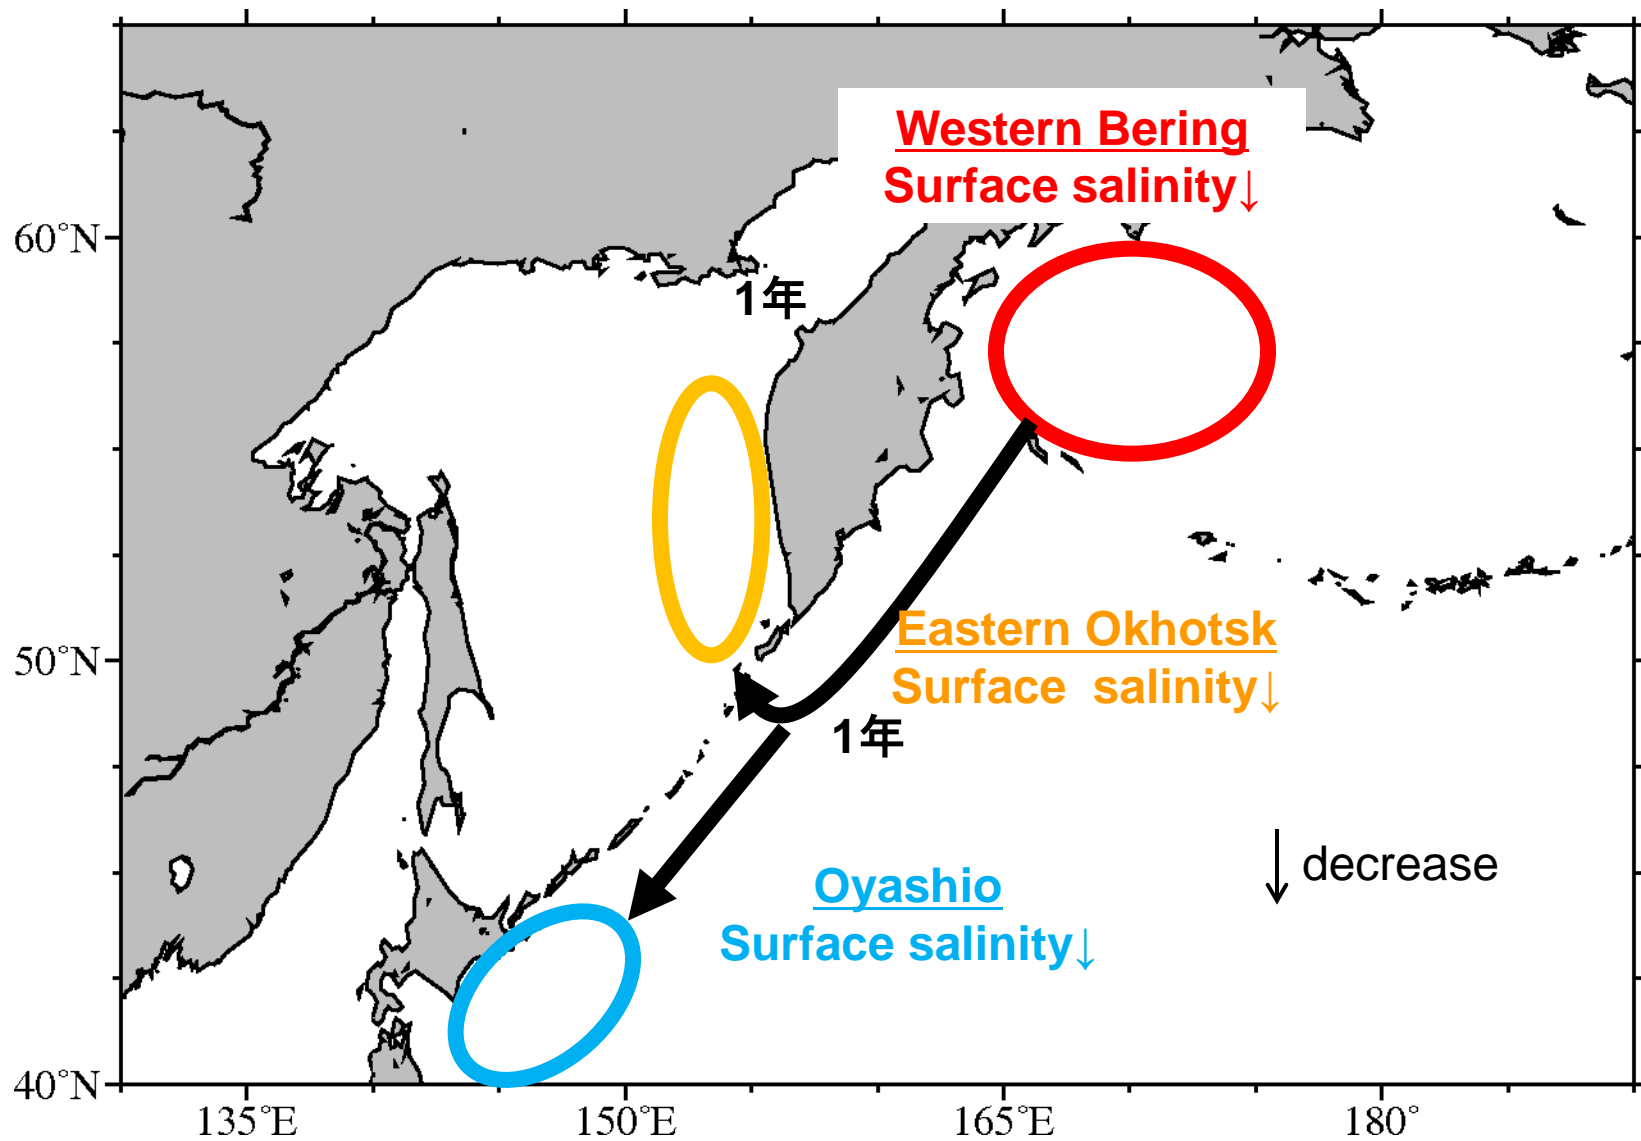 Western Bering
Surface salinity↓
60°N
1年
Eastern Okhotsk
Surface salinity↓
50°N
1年
↓ decrease
Oyashio
Surface salinity↓
40°N
135°E
150°E
165°E
180°